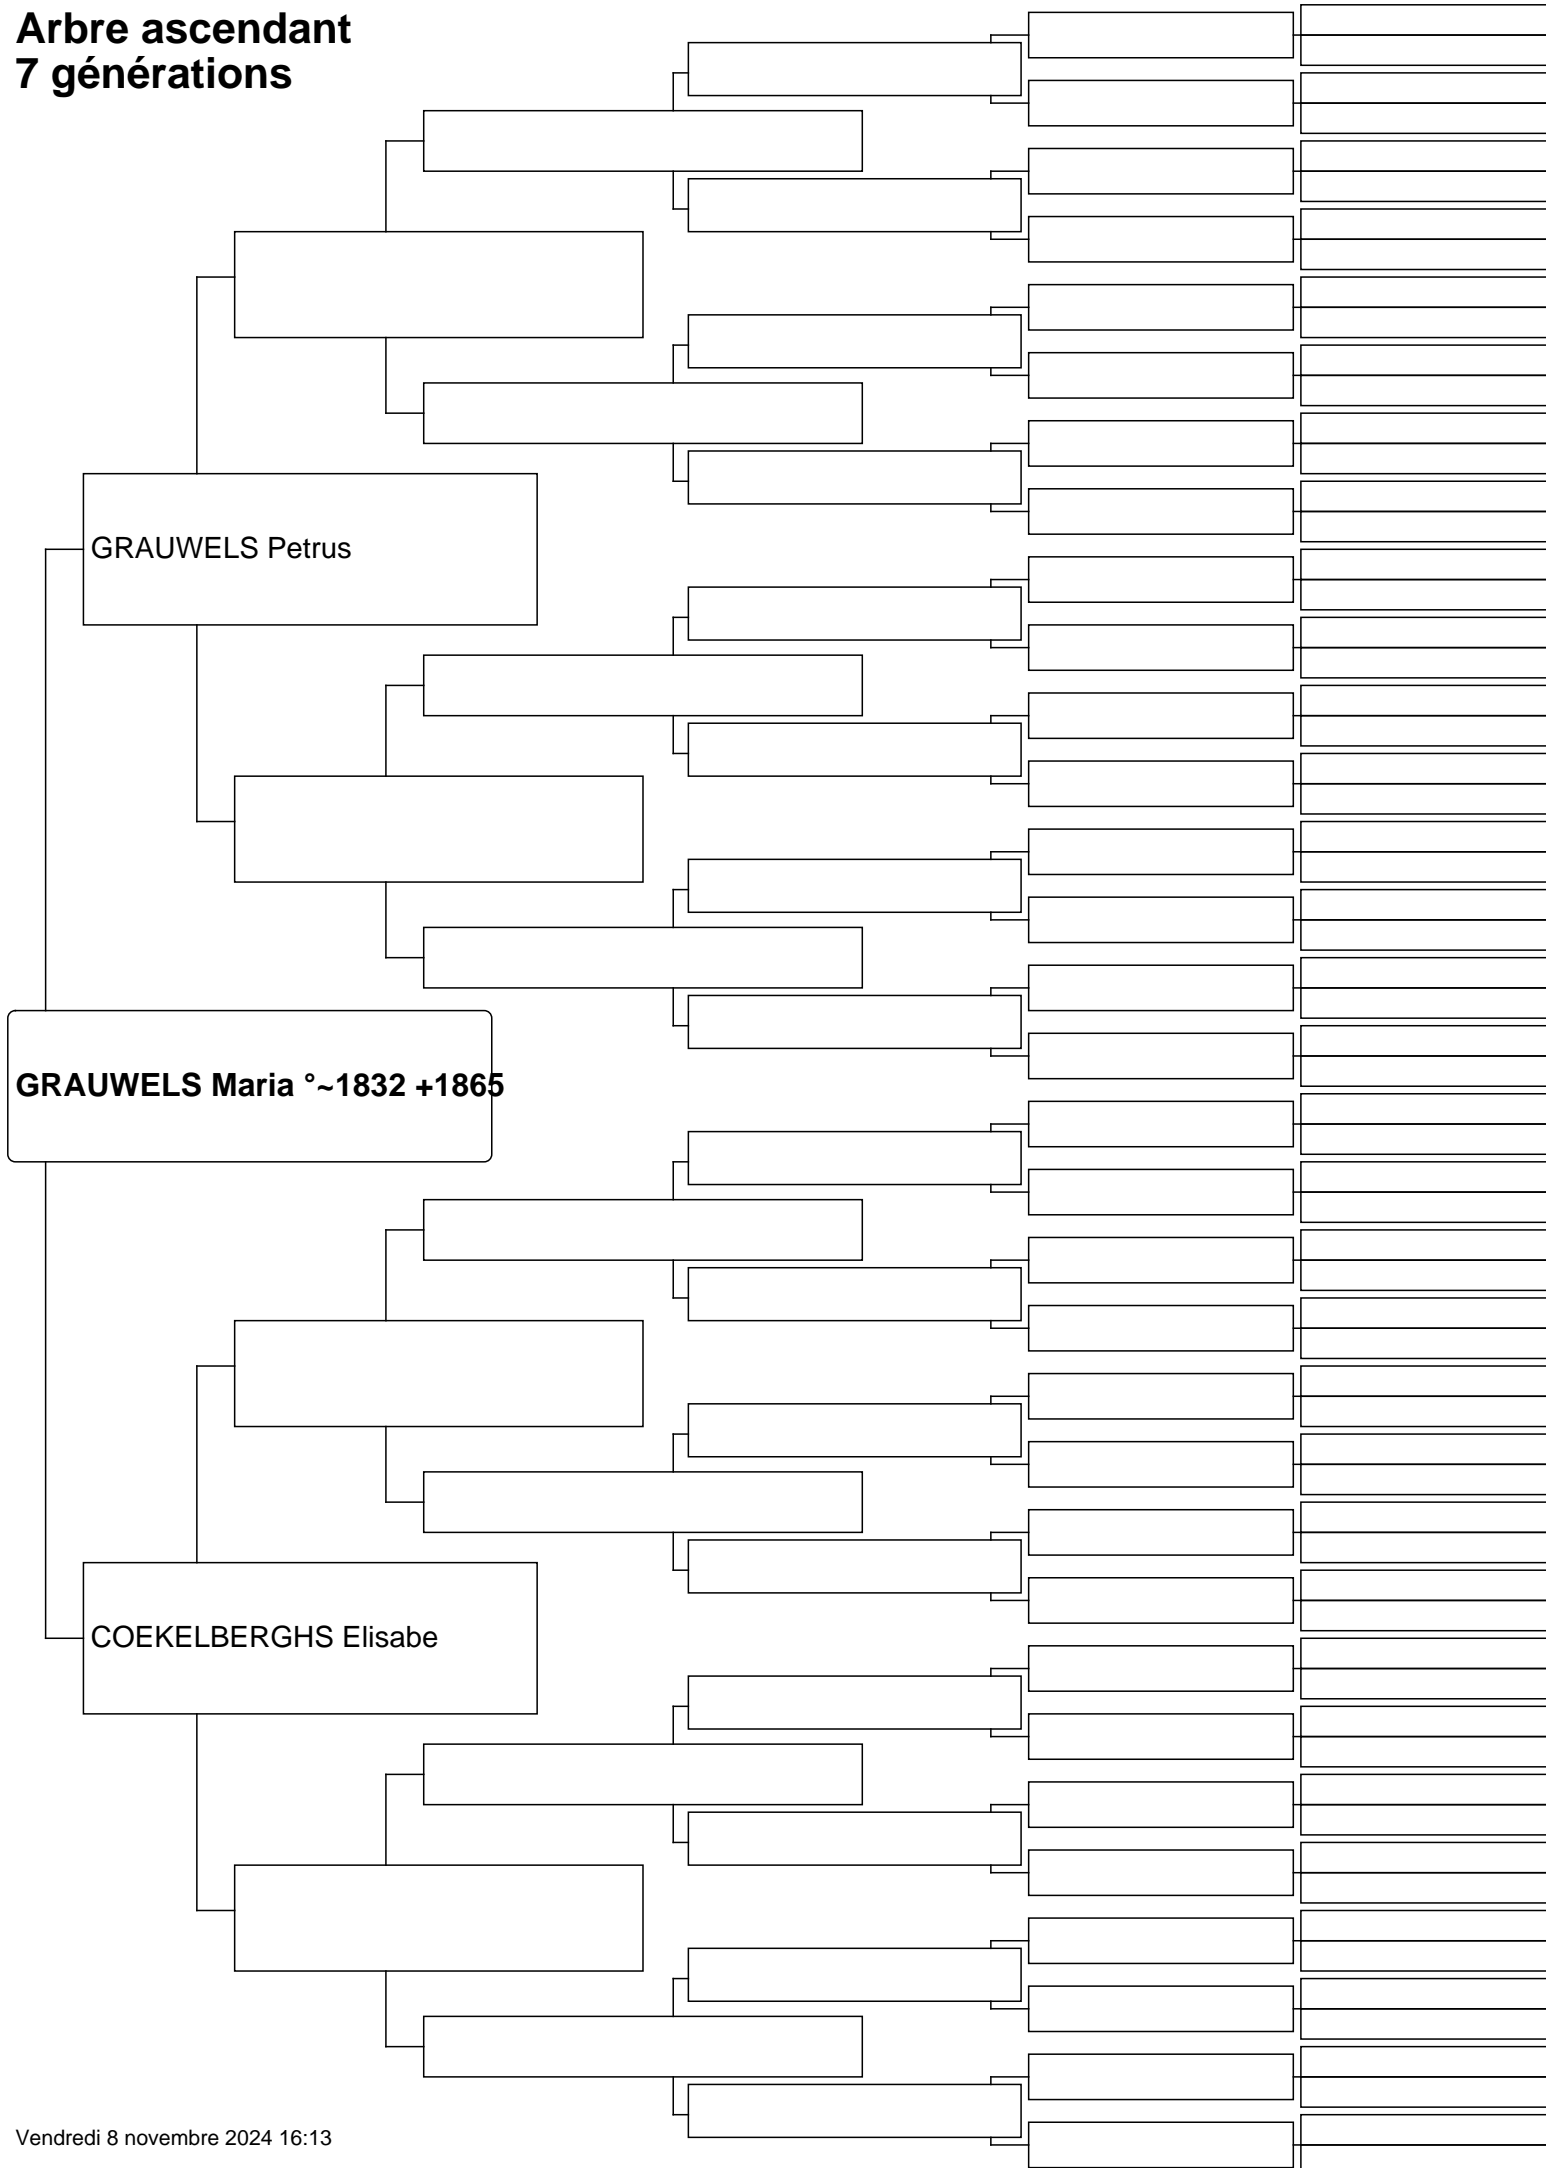 Arbre ascendant
7 générations
GRAUWELS Petrus
GRAUWELS Maria °~1832 +1865
COEKELBERGHS Elisabe
Vendredi 8 novembre 2024 16:13